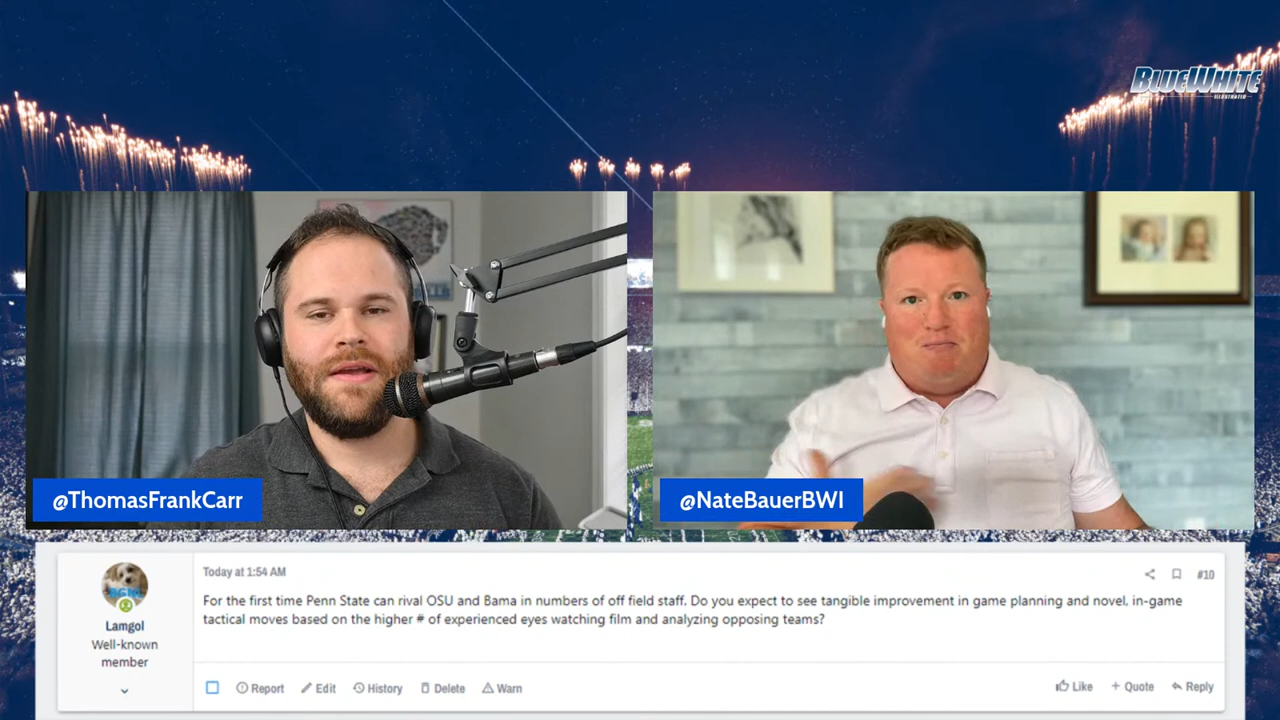 BLUEWHITE
ILLUSTRATED
@ThomasFrankCarr
@NateBauerBWI
Today at 1:54 AM
#10
For the first time Penn State can rival OSU and Bama in numbers of off field staff. Do you expect to see tangible improvement in game planning and novel, in-game
tactical moves based on the higher # of experienced eyes watching film and analyzing opposing teams?
Lamgol
Well-known
member
Report Edit History Delete Warn
Like + Quote Reply